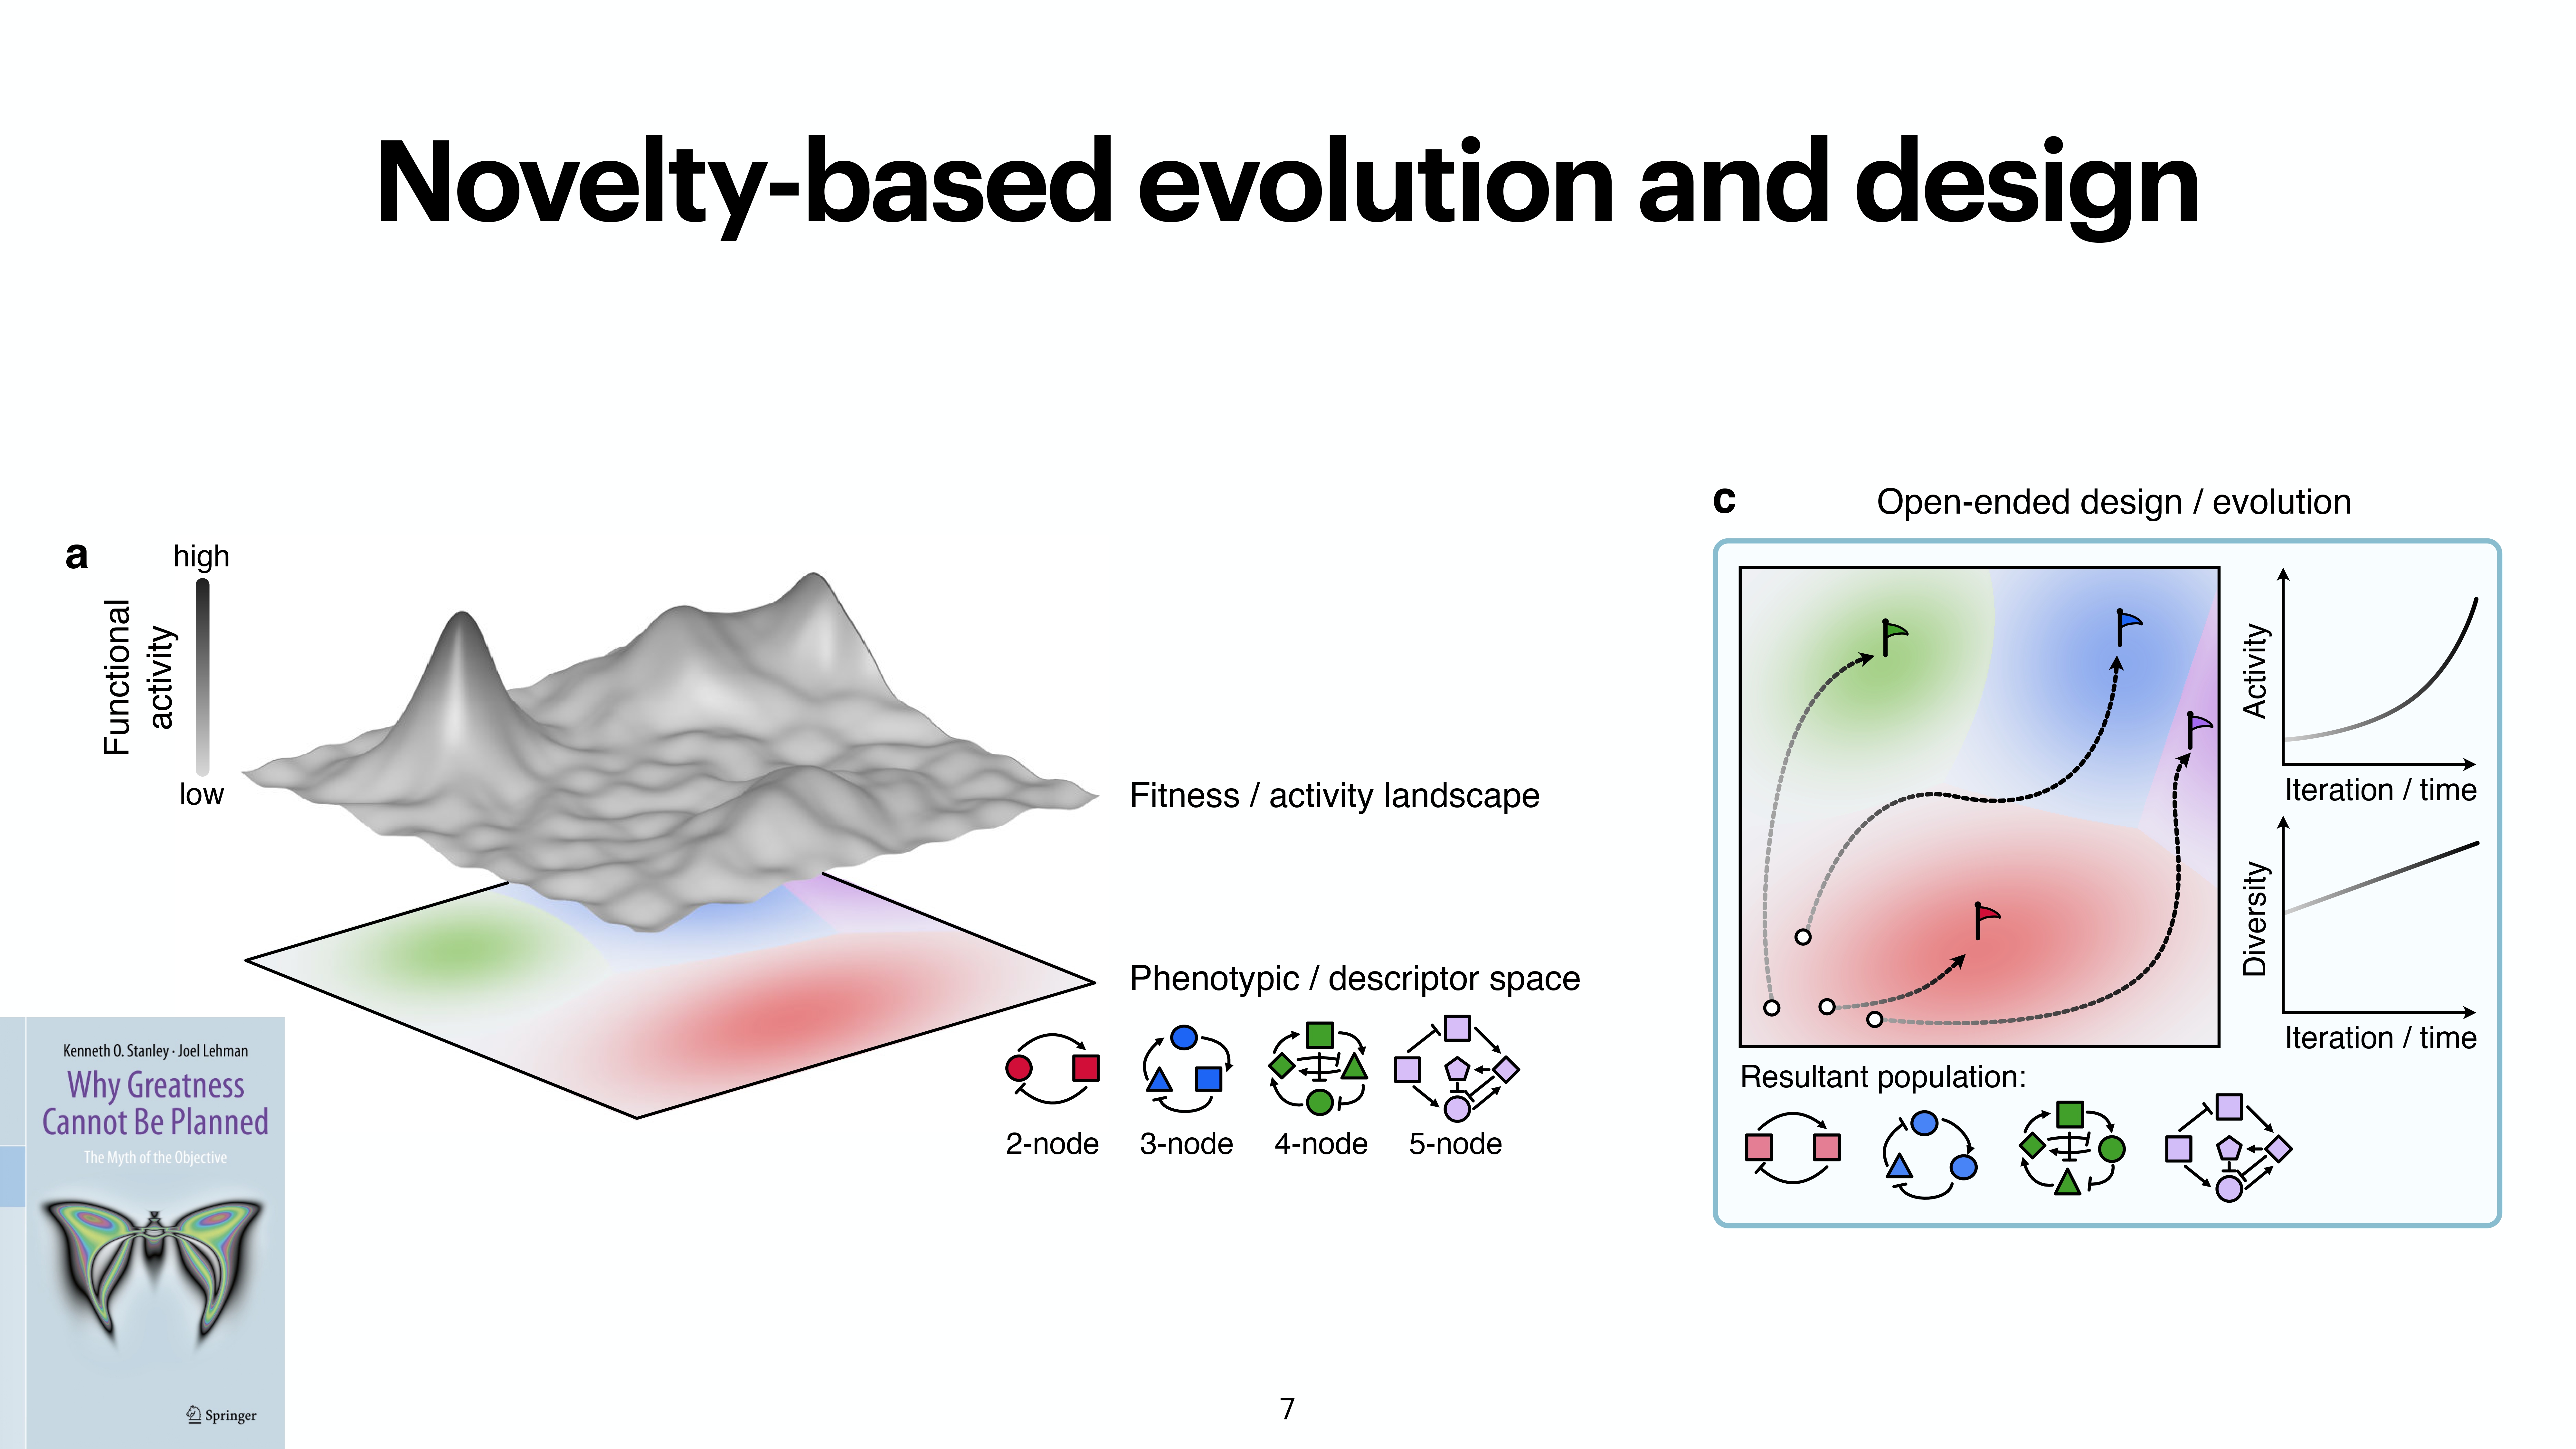 Novelty-based evolution and design
a
high
Functional
activity
low
Fitness / activity landscape
Phenotypic / descriptor space
2-node
3-node
4-node
5-node
c
Open-ended design / evolution
Activity
Iteration / time
Diversity
Iteration / time
Resultant population:
Kenneth O. Stanley · Joel Lehman
Why Greatness
Cannot Be Planned
The Myth of the Objective
Springer
7